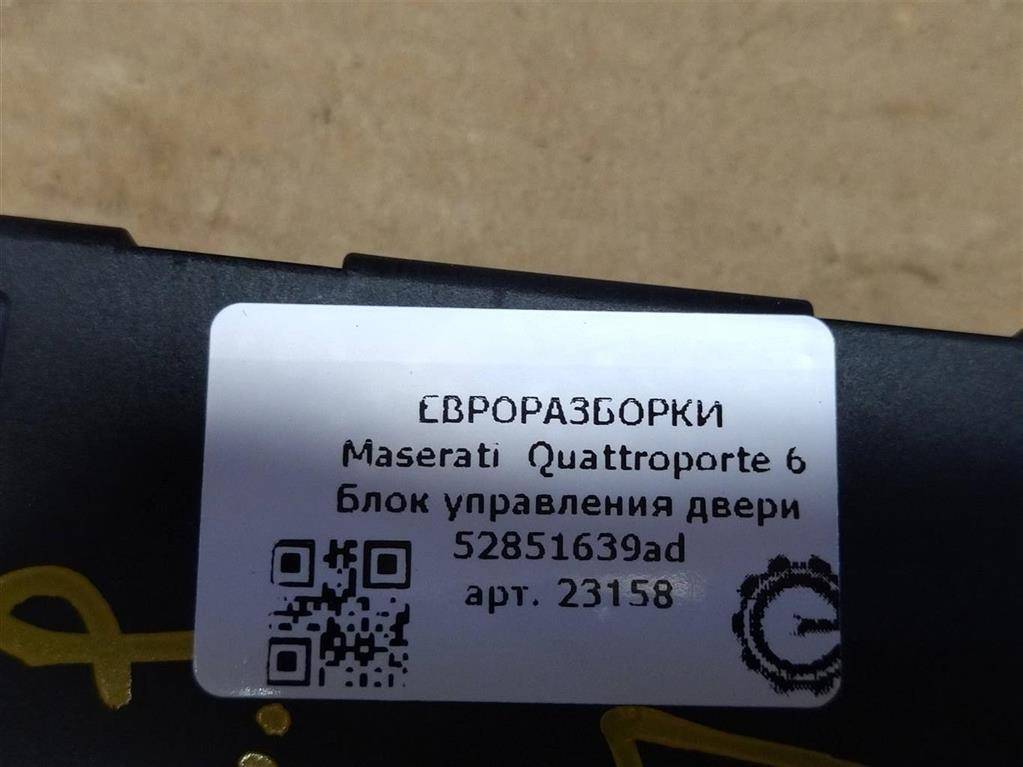 ЕВРОРАЗБОРКИ
Maserati Quattroporte 6
Блок управления двери
52851639ad
арт. 23158